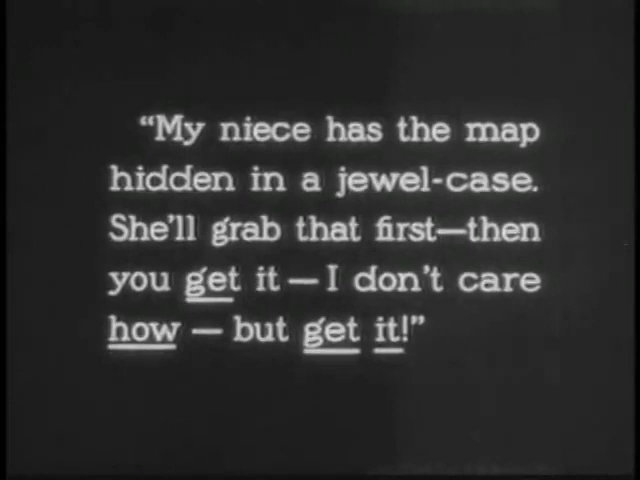 “My niece has the map
hidden in a jewel-case.
She'll grab that first—then
you get it — I don't care
how — but get it!”